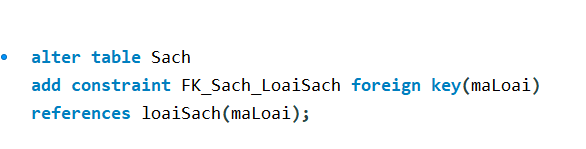 alter table Sach
add constraint FK_Sach_LoaiSach foreign key(maLoai)
references loaiSach(maLoai);